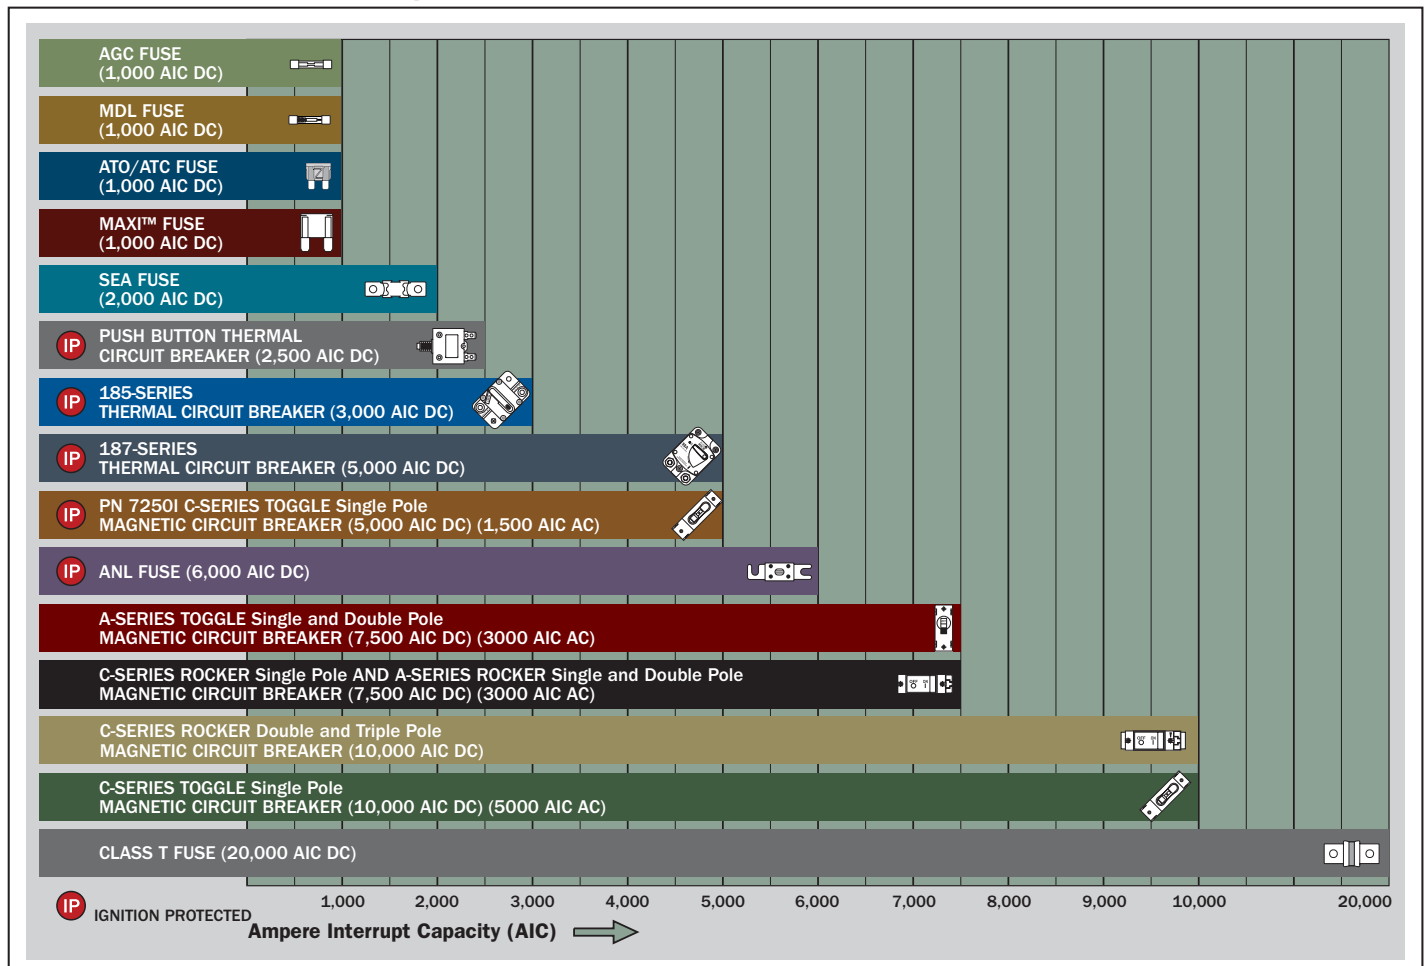 AGC FUSE
(1,000 AIC DC)
MDL FUSE
(1,000 AIC DC)
ATO/ATC FUSE
(1,000 AIC DC)
MAXI™ FUSE
(1,000 AIC DC)
SEA FUSE
(2,000 AIC DC)
IP
PUSH BUTTON THERMAL
CIRCUIT BREAKER (2,500 AIC DC)
IP
185-SERIES
THERMAL CIRCUIT BREAKER (3,000 AIC DC)
IP
187-SERIES
THERMAL CIRCUIT BREAKER (5,000 AIC DC)
IP
PN 7250I C-SERIES TOGGLE Single Pole
MAGNETIC CIRCUIT BREAKER (5,000 AIC DC) (1,500 AIC AC)
IP
ANL FUSE (6,000 AIC DC)
A-SERIES TOGGLE Single and Double Pole
MAGNETIC CIRCUIT BREAKER (7,500 AIC DC) (3000 AIC AC)
C-SERIES ROCKER Single Pole AND A-SERIES ROCKER Single and Double Pole
MAGNETIC CIRCUIT BREAKER (7,500 AIC DC) (3000 AIC AC)
C-SERIES ROCKER Double and Triple Pole
MAGNETIC CIRCUIT BREAKER (10,000 AIC DC)
C-SERIES TOGGLE Single Pole
MAGNETIC CIRCUIT BREAKER (10,000 AIC DC) (5000 AIC AC)
CLASS T FUSE (20,000 AIC DC)
IP
IGNITION PROTECTED
1,000 2,000 3,000 4,000 5,000 6,000 7,000 8,000 9,000 10,000 20,000
Ampere Interrupt Capacity (AIC)